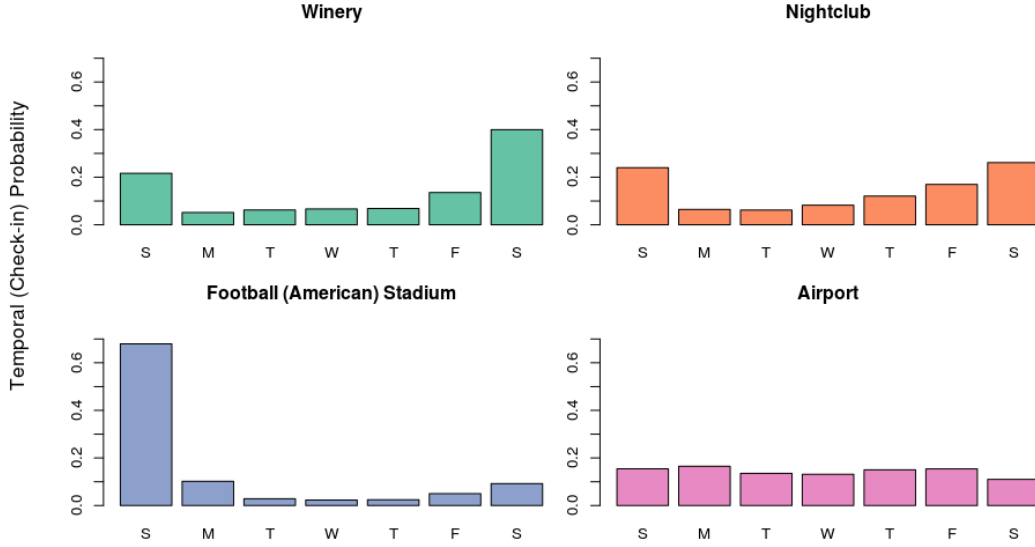 Winery
Nightclub
Temporal (Check-in) Probability
0.0 0.2 0.4 0.6
S M T W T F S
0.0 0.2 0.4 0.6
S M T W T F S
Football (American) Stadium
Airport
0.0 0.2 0.4 0.6
S M T W T F S
0.0 0.2 0.4 0.6
S M T W T F S